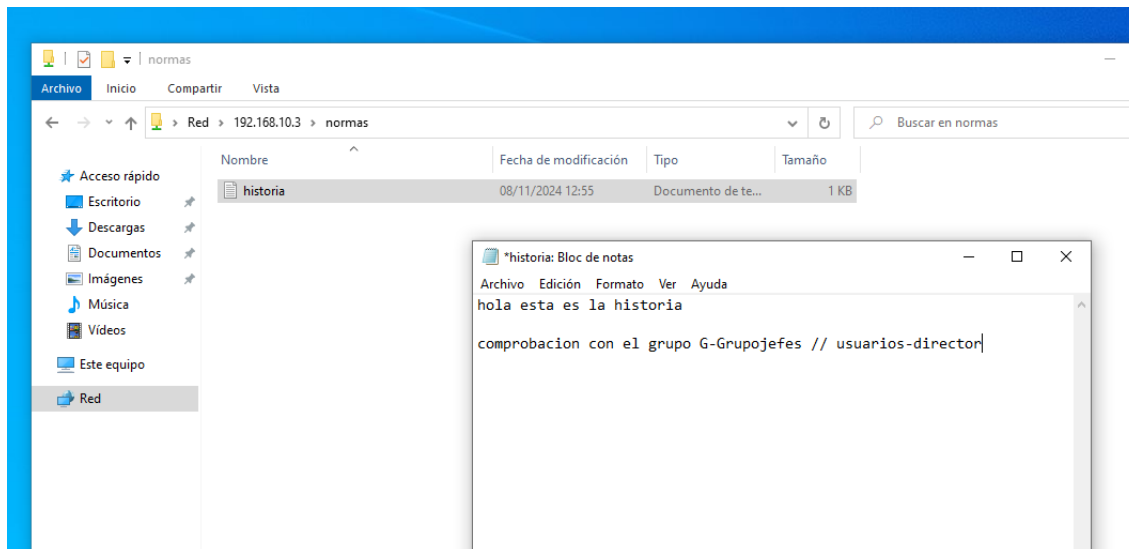 normas
Archivo Inicio Compartir Vista
Red > 192.168.10.3 > normas
Buscar en normas
Nombre Fecha de modificación Tipo Tamaño
historia 08/11/2024 12:55 Documento de te... 1 KB
Acceso rápido
Escritorio
Descargas
Documentos
Imágenes
Música
Vídeos
Este equipo
Red
*historia: Bloc de notas
Archivo Edición Formato Ver Ayuda
hola esta es la historia
comprobacion con el grupo G-Grupojefes // usuarios-director